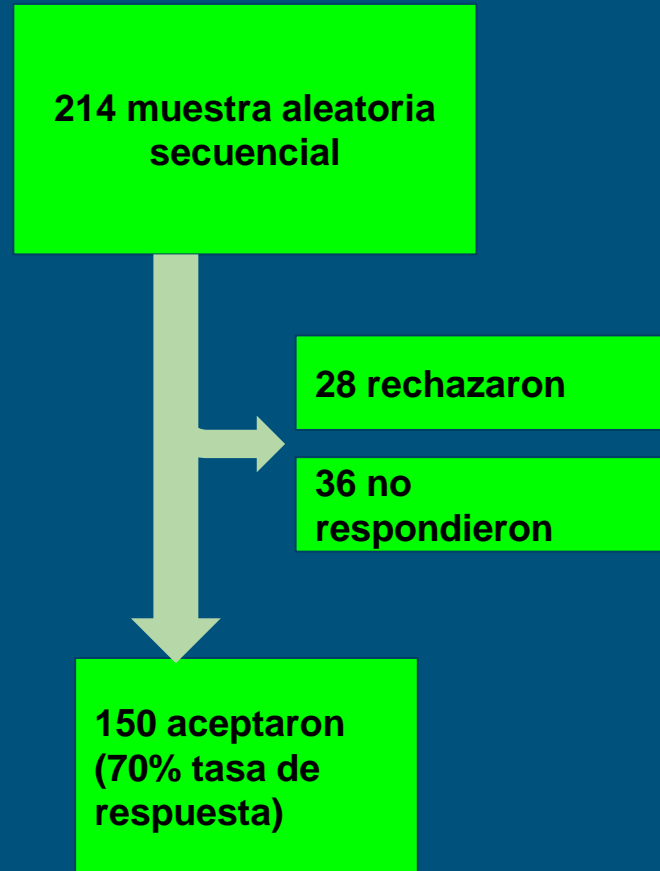 214 muestra aleatoria
secuencial
28 rechazaron
36 no
respondieron
150 aceptaron
(70% tasa de
respuesta)